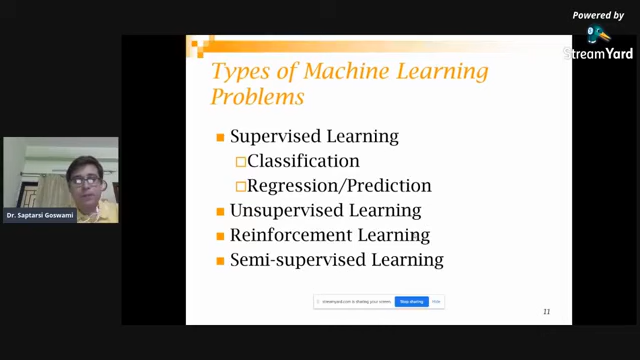 Powered by
StreamYard
Types of Machine Learning
Problems
Supervised Learning
Classification
Regression/Prediction
Unsupervised Learning
Reinforcement Learning
Semi-supervised Learning
Dr. Saptarsi Goswami
streamyard.com is sharing your screen.
Stop sharing
Hide
11